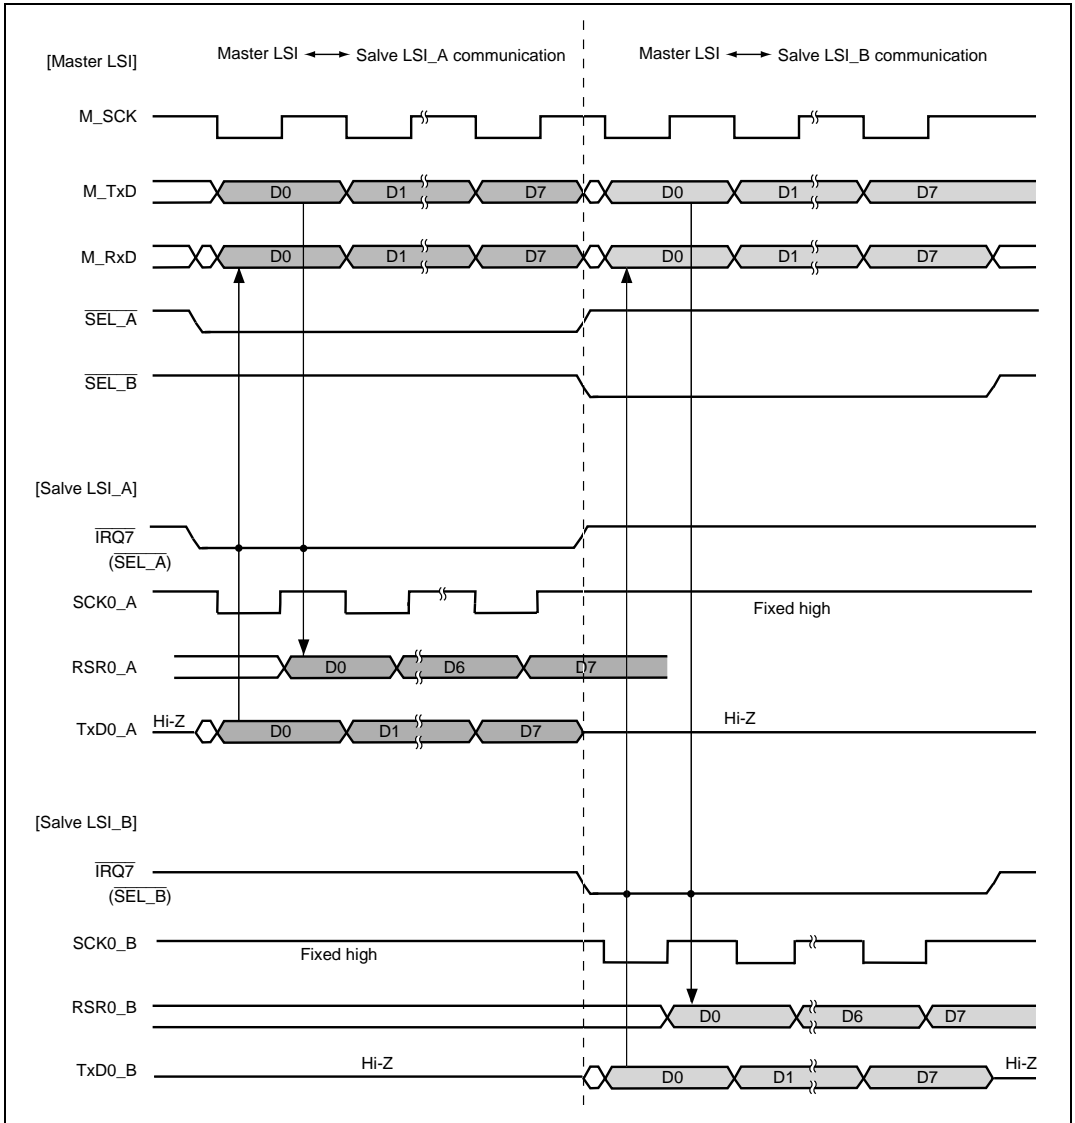 [Master LSI]
Master LSI ↔ Salve LSI_A communication
Master LSI ↔ Salve LSI_B communication
M_SCK
M_TxD D0 D1 D7 D0 D1 D7
M_RxD D0 D1 D7 D0 D1 D7
SEL_A
SEL_B
[Salve LSI_A]
IRQ7
(SEL_A)
SCK0_A Fixed high
RSR0_A D0 D6 D7
TxD0_A Hi-Z D0 D1 D7 Hi-Z
[Salve LSI_B]
IRQ7
(SEL_B)
SCK0_B Fixed high
RSR0_B D0 D6 D7
TxD0_B Hi-Z D0 D1 D7 Hi-Z